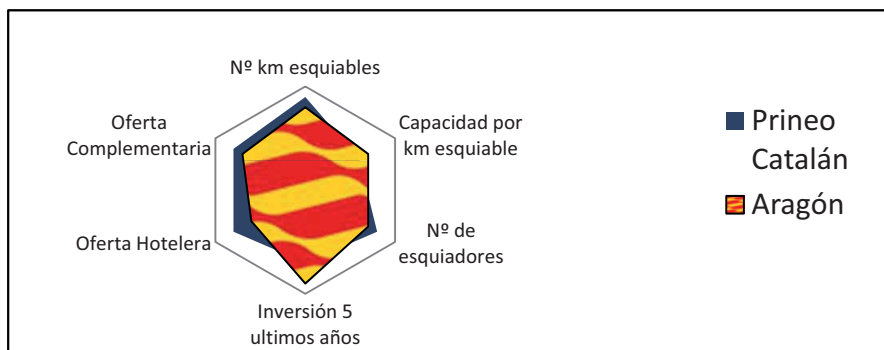 Nº km esquiables
Capacidad por
km esquiable
Nº de
esquiadores
Inversión 5
ultimos años
Oferta Hotelera
Oferta
Complementaria
Prineo
Catalán
Aragón